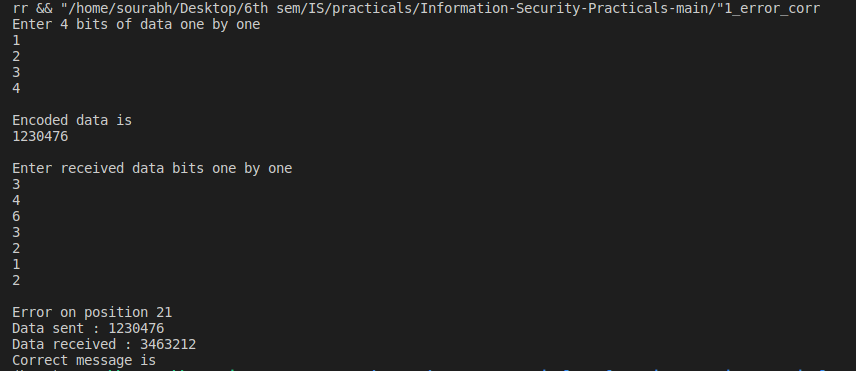 rr && "/home/sourabh/Desktop/6th sem/IS/practicals/Information-Security-Practicals-main/"1_error_corr
Enter 4 bits of data one by one
1
2
3
4
Encoded data is
1230476
Enter received data bits one by one
3
4
6
3
2
1
2
Error on position 21
Data sent : 1230476
Data received : 3463212
Correct message is